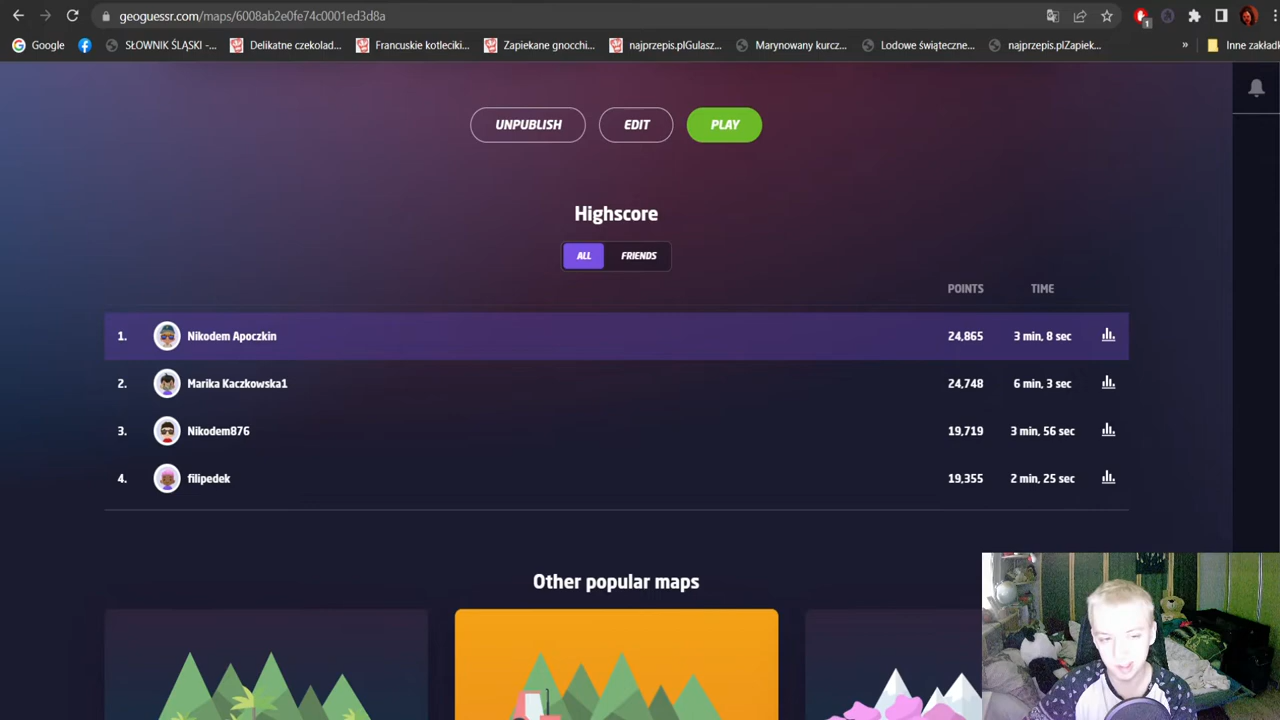 geoguessr.com/maps/6008ab2e0fe74c0001ed3d8a
1
Google
SŁOWNIK ŚLĄSKI -...
Delikatne czekolad...
Francuskie kotleciki...
Zapiekane gnocchi...
najprzepis.plGulasz...
Marynowany kurcz...
Lodowe świąteczne...
najprzepis.plZapiek...
»
Inne zakład
UNPUBLISH
EDIT
PLAY
Highscore
ALL
FRIENDS
POINTS
TIME
1. Nikodem Apoczkin 24,865 3 min, 8 sec
2. Marika Kaczkowska1 24,748 6 min, 3 sec
3. Nikodem876 19,719 3 min, 56 sec
4. filipedek 19,355 2 min, 25 sec
Other popular maps